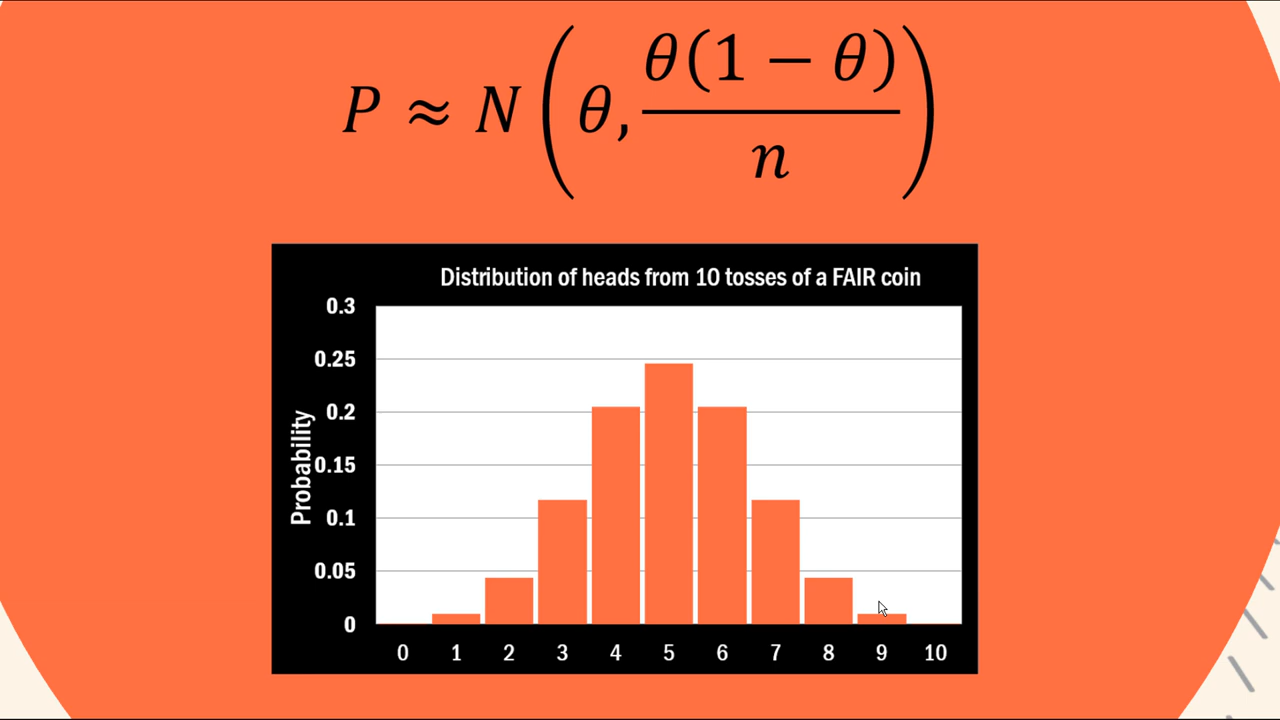 P ≈ N(θ, θ(1 − θ)/n)
Distribution of heads from 10 tosses of a FAIR coin
Probability
0.3
0.25
0.2
0.15
0.1
0.05
0
0 1 2 3 4 5 6 7 8 9 10